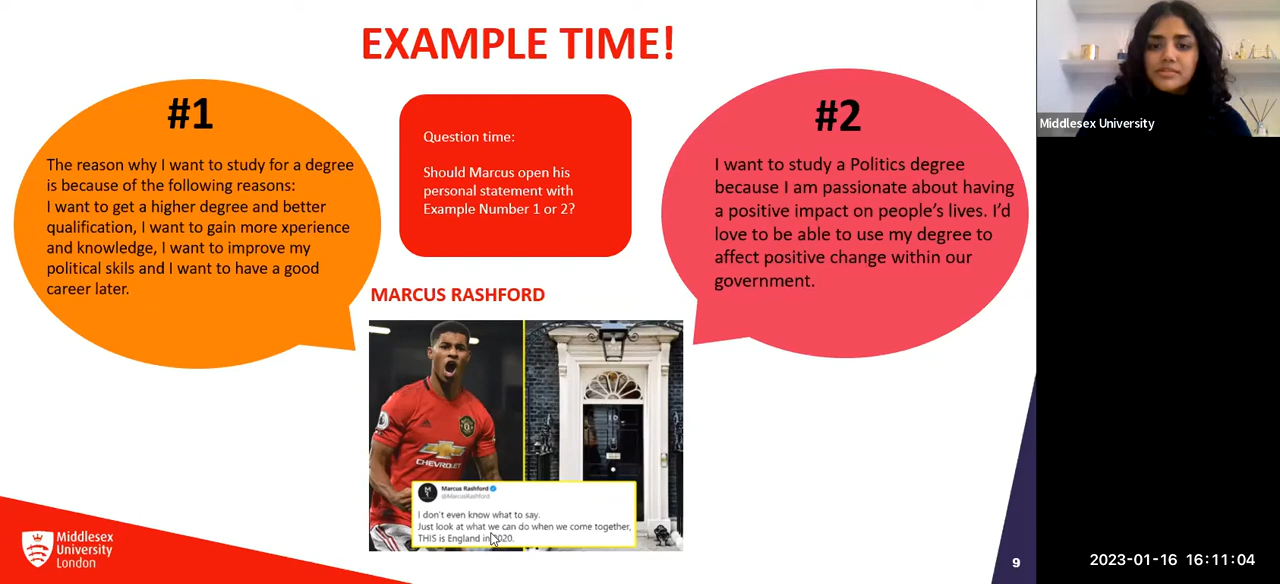 EXAMPLE TIME!
#1
The reason why I want to study for a degree
is because of the following reasons:
I want to get a higher degree and better
qualification, I want to gain more xperience
and knowledge, I want to improve my
political skils and I want to have a good
career later.
Question time:
Should Marcus open his
personal statement with
Example Number 1 or 2?
#2
I want to study a Politics degree
because I am passionate about having
a positive impact on people’s lives. I’d
love to be able to use my degree to
affect positive change within our
government.
Middlesex University
MARCUS RASHFORD
CHEVROLET
Marcus Rashford
@MarcusRashford
I don't even know what to say.
Just look at what we can do when we come together,
THIS is England in 2020.
Middlesex
University
London
9
2023-01-16 16:11:04